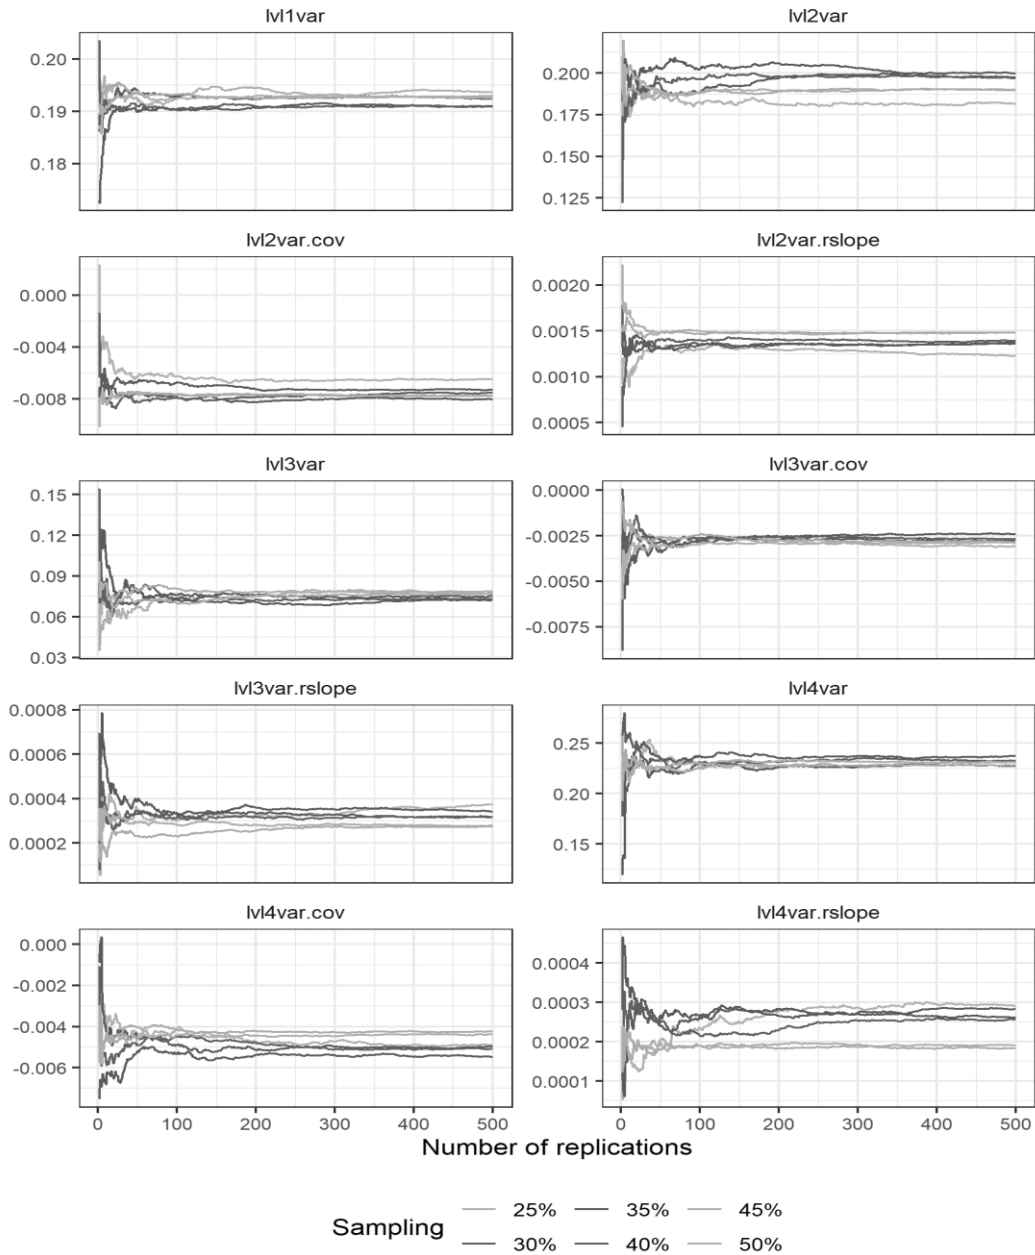 lvl1var
lvl2var
0.20
0.19
0.18
0.200
0.175
0.150
0.125
lvl2var.cov
lvl2var.rslope
0.000
-0.004
-0.008
0.0020
0.0015
0.0010
0.0005
lvl3var
lvl3var.cov
0.15
0.12
0.09
0.06
0.03
0.0000
-0.0025
-0.0050
-0.0075
lvl3var.rslope
lvl4var
0.0008
0.0006
0.0004
0.0002
0.25
0.20
0.15
lvl4var.cov
lvl4var.rslope
0.000
-0.002
-0.004
-0.006
0.0004
0.0003
0.0002
0.0001
0 100 200 300 400 500
0 100 200 300 400 500
Number of replications
Sampling
25% 35% 45%
30% 40% 50%